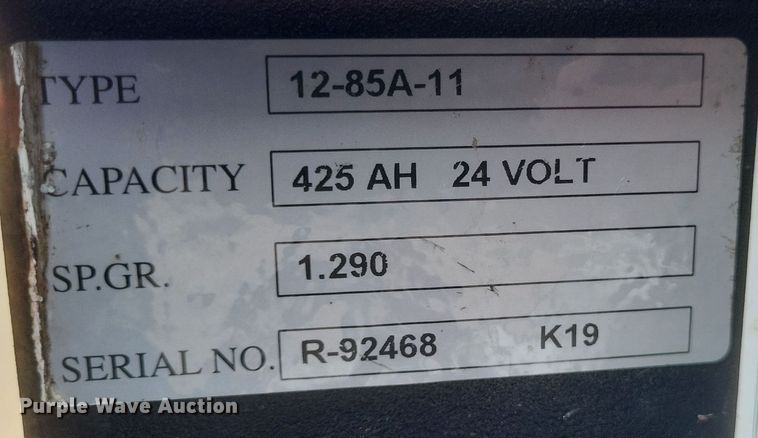 TYPE 12-85A-11
CAPACITY 425 AH 24 VOLT
SP.GR. 1.290
SERIAL NO. R-92468 K19
Purple Wave Auction